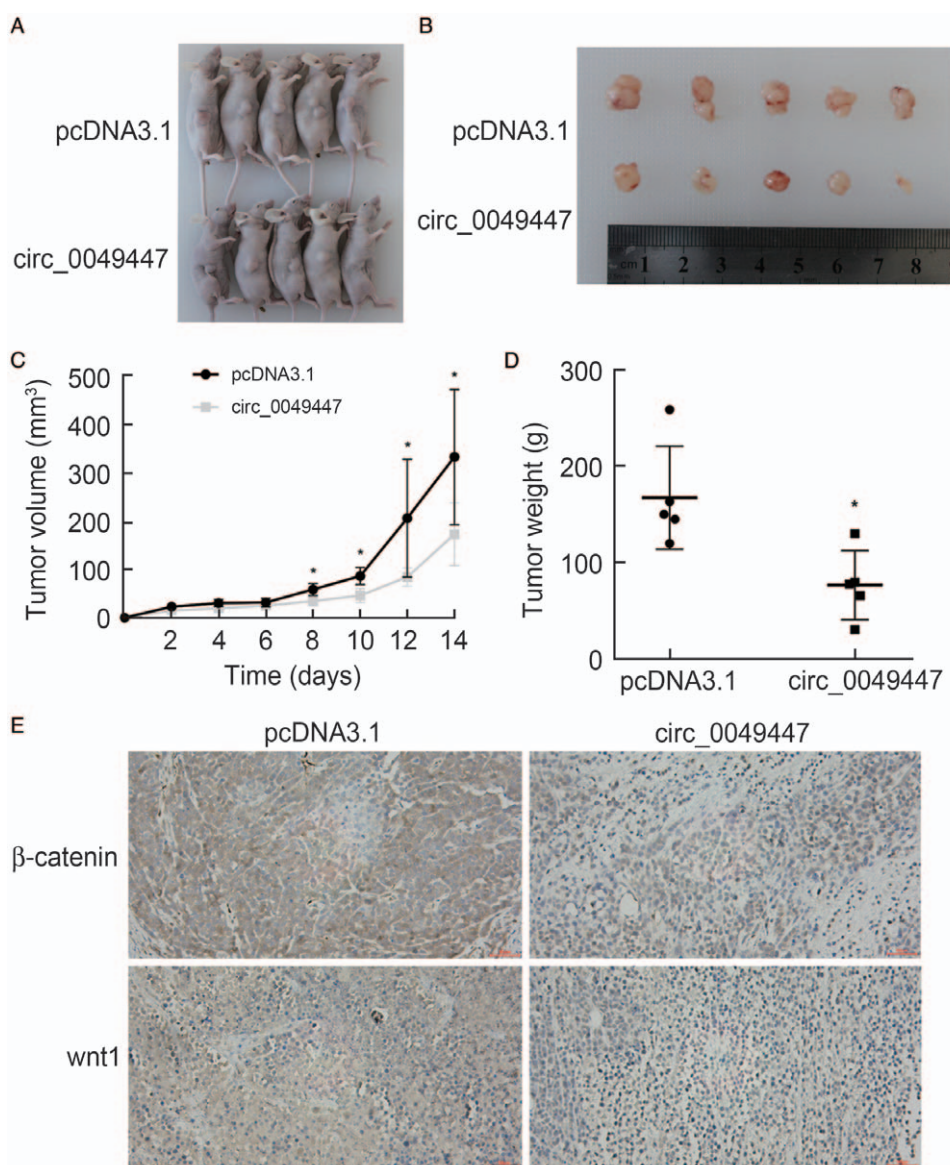 A
pcDNA3.1
circ_0049447
B
pcDNA3.1
circ_0049447
cm 1 2 3 4 5 6 7 8
C
Tumor volume (mm³)
500
400
300
200
100
0
pcDNA3.1
circ_0049447
* * * *
2 4 6 8 10 12 14
Time (days)
D
Tumor weight (g)
300
200
100
0
*
pcDNA3.1 circ_0049447
E
pcDNA3.1 circ_0049447
β-catenin
wnt1